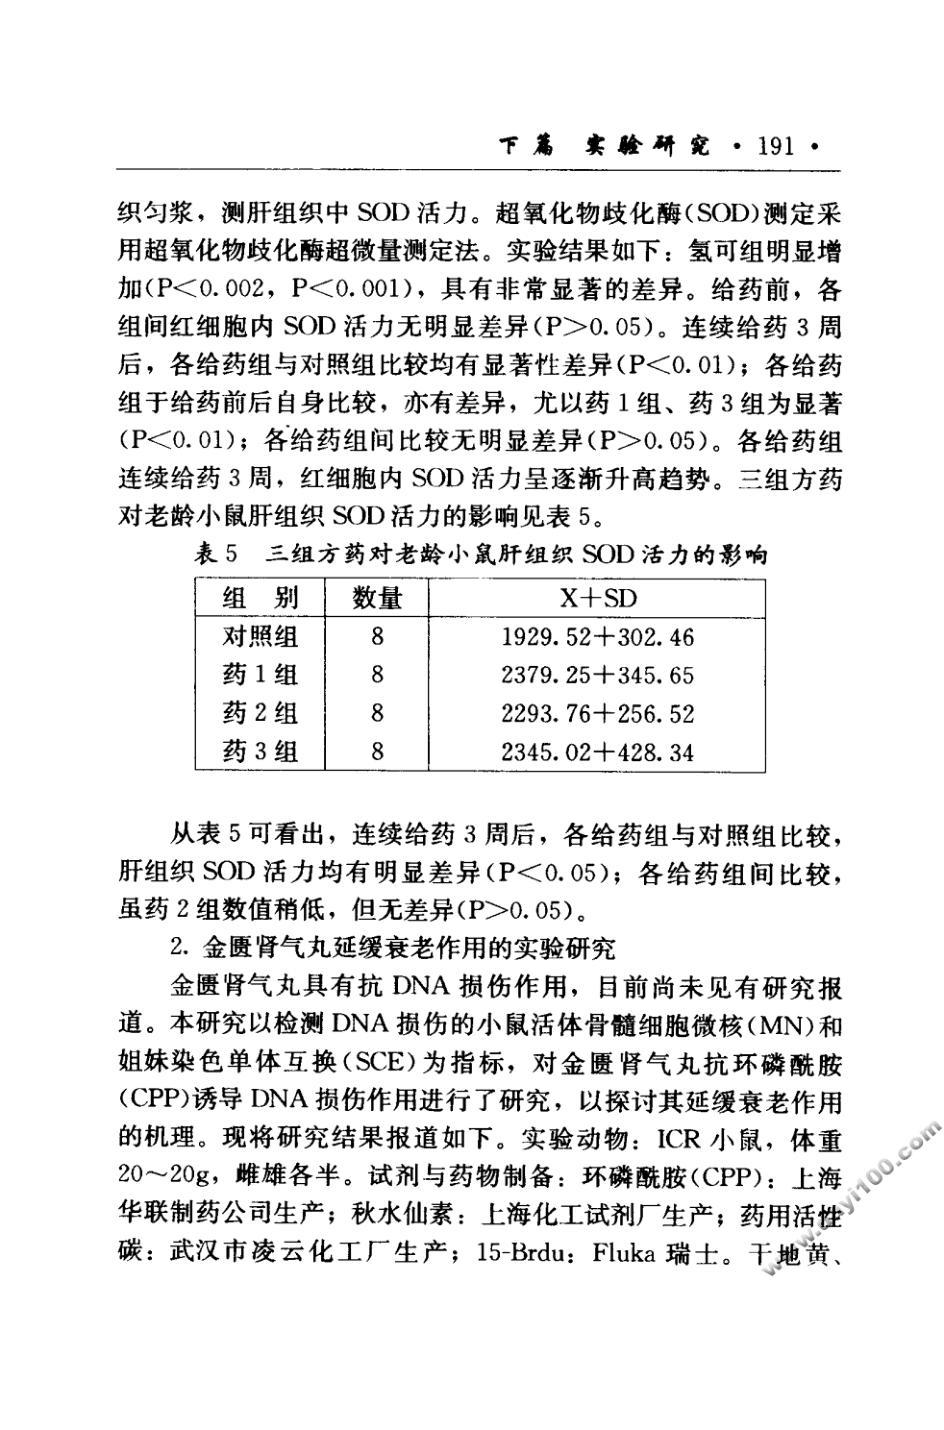 下篇 实验研究·191·
织匀浆，测肝组织中 SOD 活力。超氧化物歧化酶(SOD)测定采
用超氧化物歧化酶超微量测定法。实验结果如下：氢可组明显增
加(P＜0.002，P＜0.001)，具有非常显著的差异。给药前，各
组间红细胞内 SOD 活力无明显差异(P＞0.05)。连续给药 3 周
后，各给药组与对照组比较均有显著性差异(P＜0.01)；各给药
组于给药前后自身比较，亦有差异，尤以药 1 组、药 3 组为显著
(P＜0.01)；各给药组间比较无明显差异(P＞0.05)。各给药组
连续给药 3 周，红细胞内 SOD 活力呈逐渐升高趋势。三组方药
对老龄小鼠肝组织 SOD 活力的影响见表 5。
表 5 三组方药对老龄小鼠肝组织 SOD 活力的影响
组 别 数量 X＋SD
对照组 8 1929.52＋302.46
药 1 组 8 2379.25＋345.65
药 2 组 8 2293.76＋256.52
药 3 组 8 2345.02＋428.34
从表 5 可看出，连续给药 3 周后，各给药组与对照组比较，
肝组织 SOD 活力均有明显差异(P＜0.05)；各给药组间比较，
虽药 2 组数值稍低，但无差异(P＞0.05)。
2. 金匮肾气丸延缓衰老作用的实验研究
金匮肾气丸具有抗 DNA 损伤作用，目前尚未见有研究报
道。本研究以检测 DNA 损伤的小鼠活体骨髓细胞微核(MN)和
姐妹染色单体互换(SCE)为指标，对金匮肾气丸抗环磷酰胺
(CPP)诱导 DNA 损伤作用进行了研究，以探讨其延缓衰老作用
的机理。现将研究结果报道如下。实验动物：ICR 小鼠，体重
20～20g，雌雄各半。试剂与药物制备：环磷酰胺(CPP)：上海
华联制药公司生产；秋水仙素：上海化工试剂厂生产；药用活性
碳：武汉市凌云化工厂生产；15-Brdu：Fluka 瑞士。干地黄、